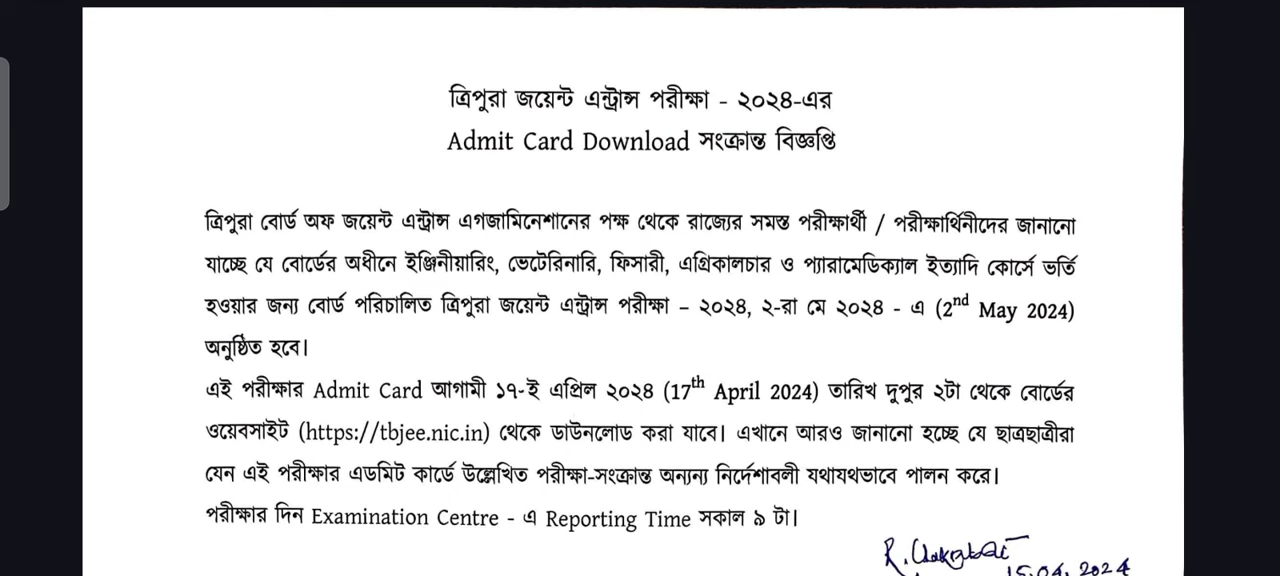 ত্রিপুরা জয়েন্ট এন্ট্রান্স পরীক্ষা - ২০২৪-এর
Admit Card Download সংক্রান্ত বিজ্ঞপ্তি
ত্রিপুরা বোর্ড অফ জয়েন্ট এন্ট্রান্স এগজামিনেশানের পক্ষ থেকে রাজ্যের সমস্ত পরীক্ষার্থী / পরীক্ষার্থিনীদের জানানো
যাচ্ছে যে বোর্ডের অধীনে ইঞ্জিনীয়ারিং, ভেটেরিনারি, ফিসারী, এগ্রিকালচার ও প্যারামেডিক্যাল ইত্যাদি কোর্সে ভর্তি
হওয়ার জন্য বোর্ড পরিচালিত ত্রিপুরা জয়েন্ট এন্ট্রান্স পরীক্ষা – ২০২৪, ২-রা মে ২০২৪ - এ (2nd May 2024)
অনুষ্ঠিত হবে।
এই পরীক্ষার Admit Card আগামী ১৭-ই এপ্রিল ২০২৪ (17th April 2024) তারিখ দুপুর ২টা থেকে বোর্ডের
ওয়েবসাইট (https://tbjee.nic.in) থেকে ডাউনলোড করা যাবে। এখানে আরও জানানো হচ্ছে যে ছাত্রছাত্রীরা
যেন এই পরীক্ষার এডমিট কার্ডে উল্লেখিত পরীক্ষা-সংক্রান্ত অন্যন্য নির্দেশাবলী যথাযথভাবে পালন করে।
পরীক্ষার দিন Examination Centre - এ Reporting Time সকাল ৯ টা।
R. Chakrabarti
15.04.2024